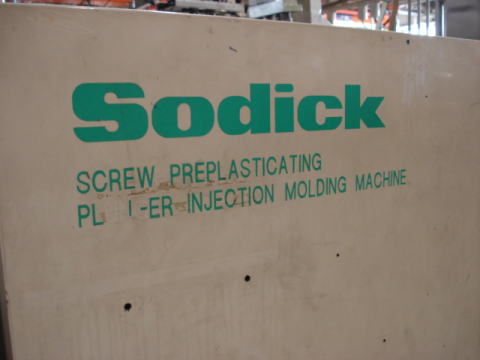 Sodick
SCREW PREPLASTICATING
INJECTION MOLDING MACHINE